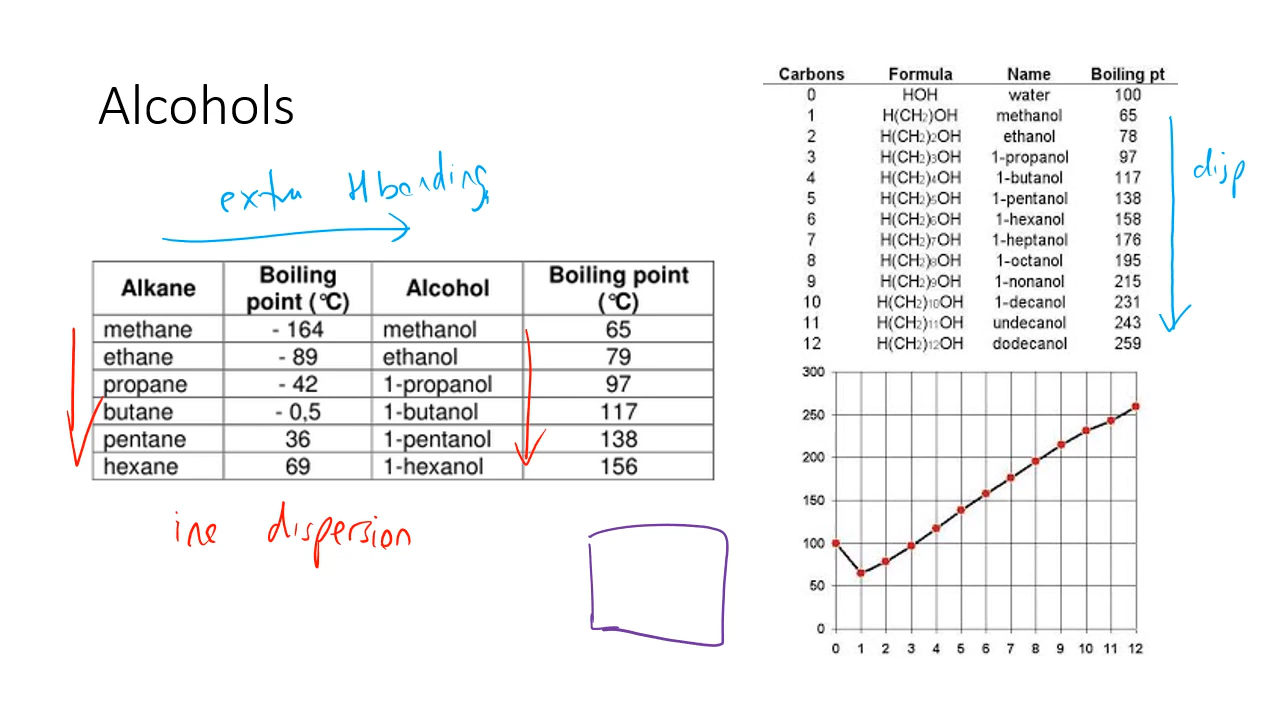 Alcohols
extra H bonding
Alkane Boiling point (°C) Alcohol Boiling point (°C)
methane - 164 methanol 65
ethane - 89 ethanol 79
propane - 42 1-propanol 97
butane - 0,5 1-butanol 117
pentane 36 1-pentanol 138
hexane 69 1-hexanol 156
inc dispersion
Carbons Formula Name Boiling pt
0 HOH water 100
1 H(CH₂)OH methanol 65
2 H(CH₂)₂OH ethanol 78
3 H(CH₂)₃OH 1-propanol 97
4 H(CH₂)₄OH 1-butanol 117
5 H(CH₂)₅OH 1-pentanol 138
6 H(CH₂)₆OH 1-hexanol 158
7 H(CH₂)₇OH 1-heptanol 176
8 H(CH₂)₈OH 1-octanol 195
9 H(CH₂)₉OH 1-nonanol 215
10 H(CH₂)₁₀OH 1-decanol 231
11 H(CH₂)₁₁OH undecanol 243
12 H(CH₂)₁₂OH dodecanol 259
disp
300
250
200
150
100
50
0
0 1 2 3 4 5 6 7 8 9 10 11 12